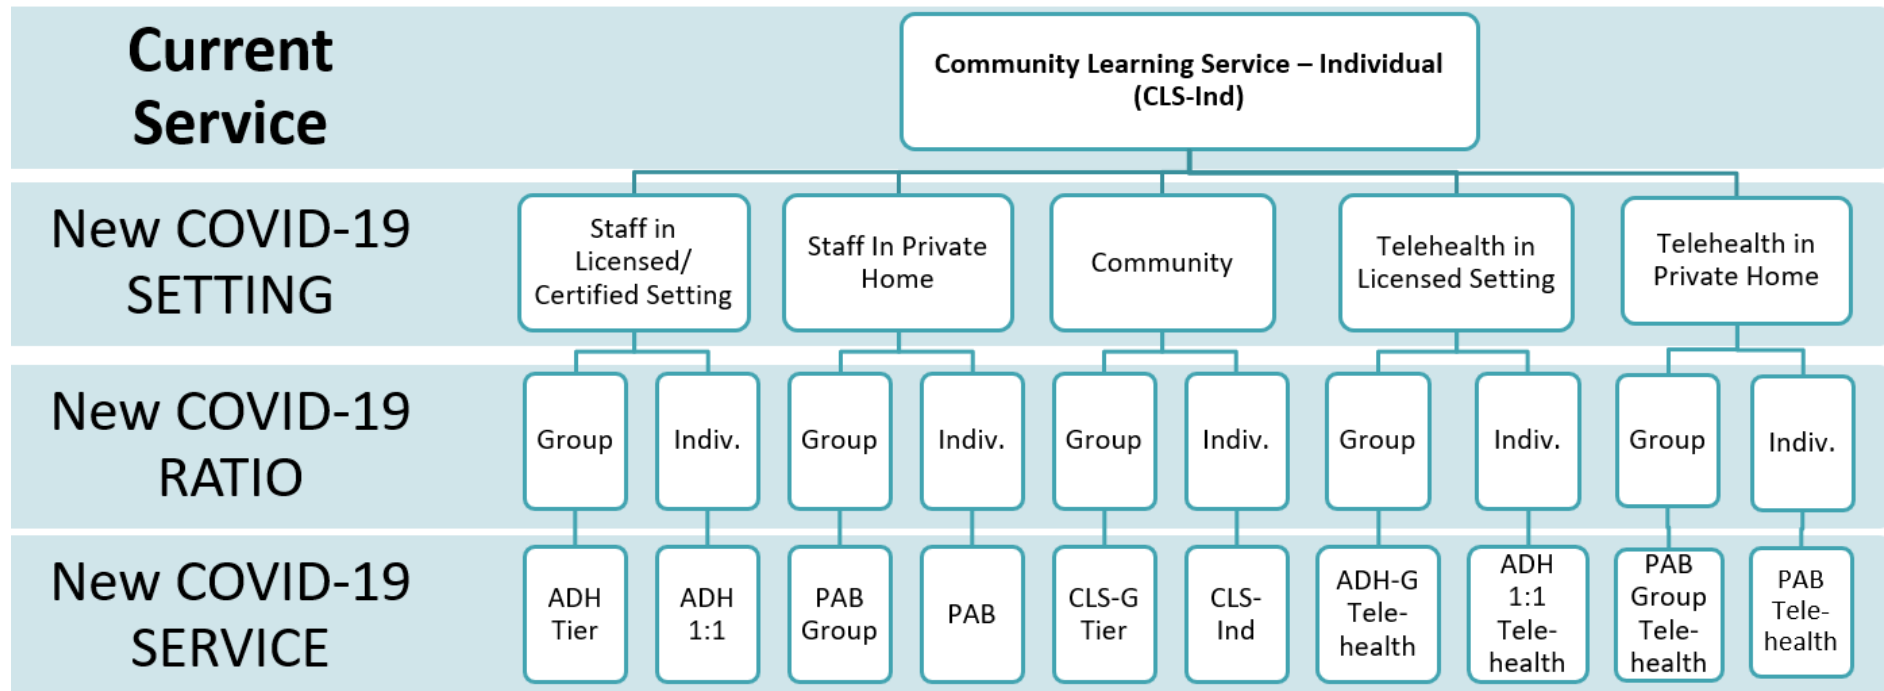 Current
Service
Community Learning Service – Individual
(CLS-Ind)
New COVID-19
SETTING
Staff in
Licensed/
Certified Setting
Staff In Private
Home
Community
Telehealth in
Licensed Setting
Telehealth in
Private Home
New COVID-19
RATIO
Group
Indiv.
Group
Indiv.
Group
Indiv.
Group
Indiv.
Group
Indiv.
New COVID-19
SERVICE
ADH
Tier
ADH
1:1
PAB
Group
PAB
CLS-G
Tier
CLS-
Ind
ADH-G
Tele-
health
ADH
1:1
Tele-
health
PAB
Group
Tele-
health
PAB
Tele-
health